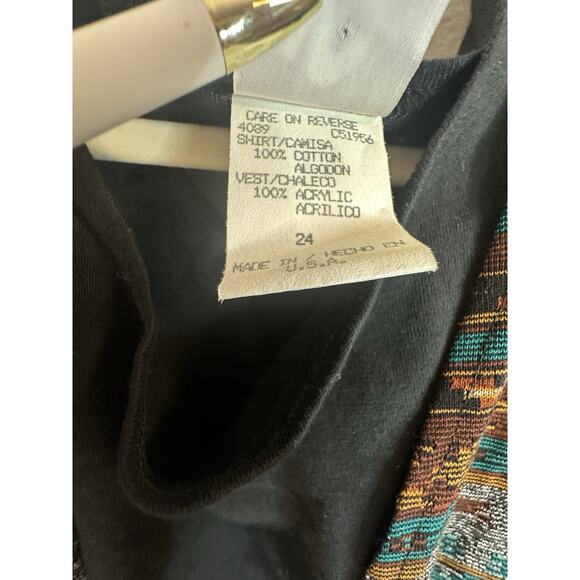 CARE ON REVERSE
4089 C51956
SHIRT/CAMISA
100% COTTON
ALGODON
VEST/CHALECO
100% ACRYLIC
ACRILICO
24
MADE IN / HECHO EN
U.S.A.